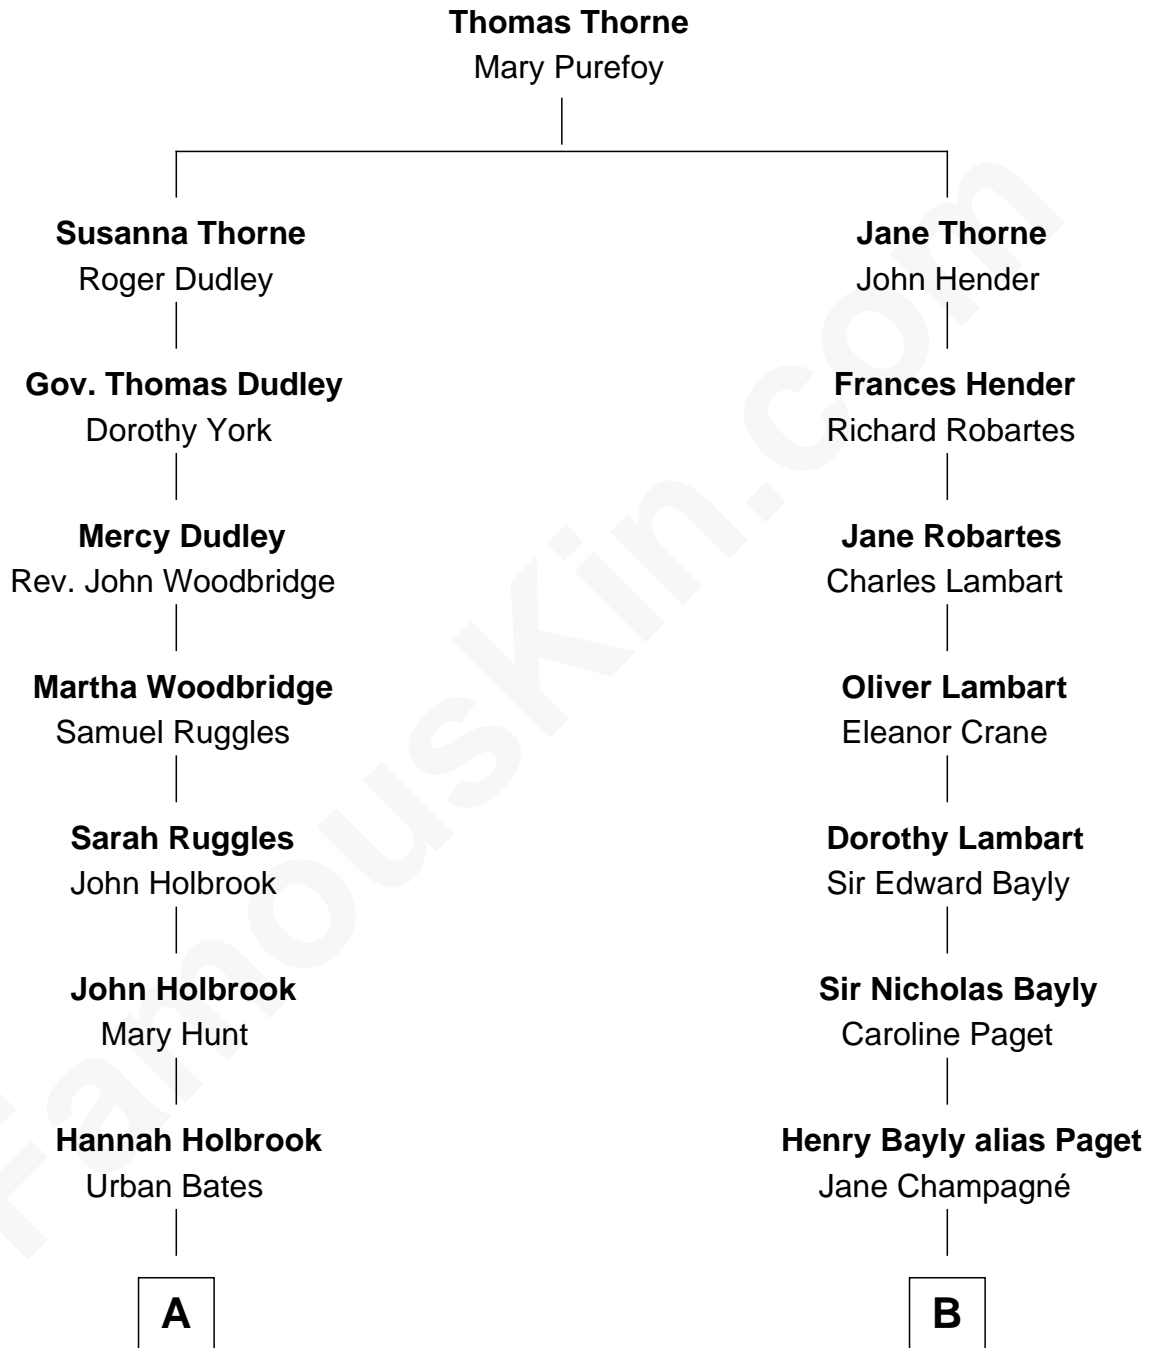 Thomas Thorne
Mary Purefoy
Susanna Thorne
Roger Dudley
Jane Thorne
John Hender
Gov. Thomas Dudley
Dorothy York
Frances Hender
Richard Robartes
Mercy Dudley
Rev. John Woodbridge
Jane Robartes
Charles Lambart
Martha Woodbridge
Samuel Ruggles
Oliver Lambart
Eleanor Crane
Sarah Ruggles
John Holbrook
Dorothy Lambart
Sir Edward Bayly
John Holbrook
Mary Hunt
Sir Nicholas Bayly
Caroline Paget
Hannah Holbrook
Urban Bates
Henry Bayly alias Paget
Jane Champagné
A
B
FamousKin.com